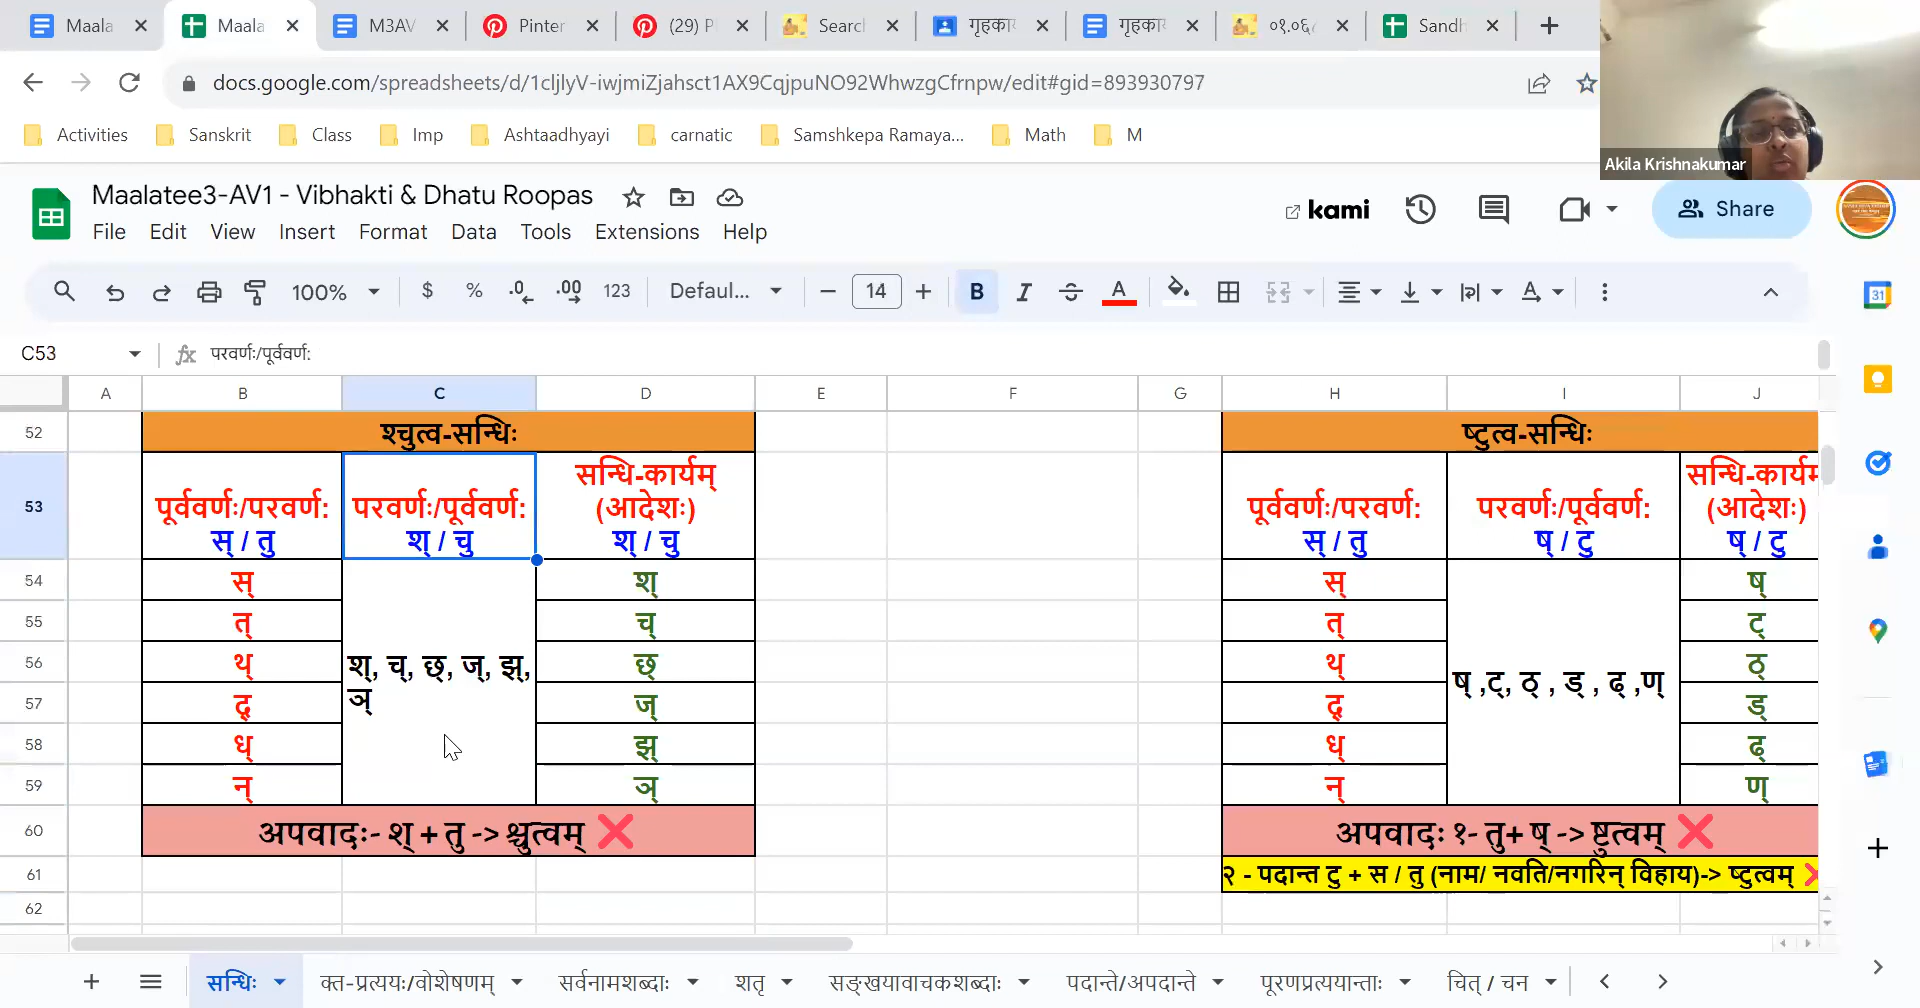 Maala
Maala
M3AV
Pinter
(29) P
Search
गृहका
गृहका
०१.०६
Sandh
docs.google.com/spreadsheets/d/1cIjlyV-iwjmiZjahsct1AX9CqjpuNO92WhwzgCfrnpw/edit#gid=893930797
Activities Sanskrit Class Imp Ashtaadhyayi carnatic Samshkepa Ramaya... Math M
Akila Krishnakumar
Maalatee3-AV1 - Vibhakti & Dhatu Roopas
kami
Share
File Edit View Insert Format Data Tools Extensions Help
100% $ % .0 .00 123 Defaul... 14 B I A
31
C53
fx परवर्णः/पूर्ववर्ण:
A B C D E F G H I J
52 श्चुत्व-सन्धिः ष्टुत्व-सन्धिः
53 पूर्ववर्णः/परवर्ण: स् / तु
परवर्णः/पूर्ववर्ण: श् / चु
सन्धि-कार्यम् (आदेशः) श् / चु
पूर्ववर्णः/परवर्ण: स् / तु
परवर्णः/पूर्ववर्ण: ष् / टु
सन्धि-कार्यम (आदेशः) ष् / टु
54 स् श् स् ष्
55 त् च् त् ट्
56 थ् श्, च्, छ्, ज्, झ्, छ् थ् ष् ,ट्, ठ् , ड् , ढ् ,ण् ठ्
57 द् ञ् ज् द् ड्
58 ध् झ् ध् ढ्
59 न् ञ् न् ण्
60 अपवादः- श् + तु -> श्चुत्वम् ❌ अपवादः १- तु+ ष् -> ष्टुत्वम् ❌
61 २ - पदान्त टु + स / तु (नाम/ नवति/नगरिन् विहाय)-> ष्टुत्वम्
62
सन्धिः क्त-प्रत्ययः/वोशेषणम् सर्वनामशब्दाः शतृ सङ्खयावाचकशब्दाः पदान्ते/अपदान्ते पूरणप्रत्ययान्ताः चित् / चन